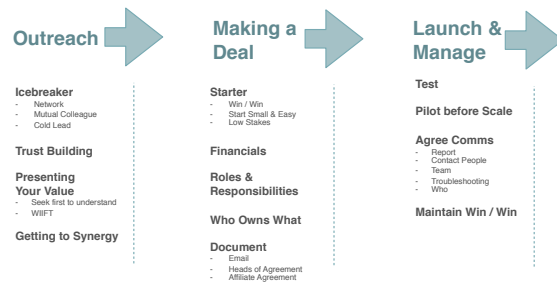 Outreach
Icebreaker
- Network
- Mutual Colleague
- Cold Lead
Trust Building
Presenting
Your Value
- Seek first to understand
- WIIFT
Getting to Synergy
Making a
Deal
Starter
- Win / Win
- Start Small & Easy
- Low Stakes
Financials
Roles &
Responsibilities
Who Owns What
Document
- Email
- Heads of Agreement
- Affiliate Agreement
Launch &
Manage
Test
Pilot before Scale
Agree Comms
- Report
- Contact People
- Team
- Troubleshooting
- Who
Maintain Win / Win